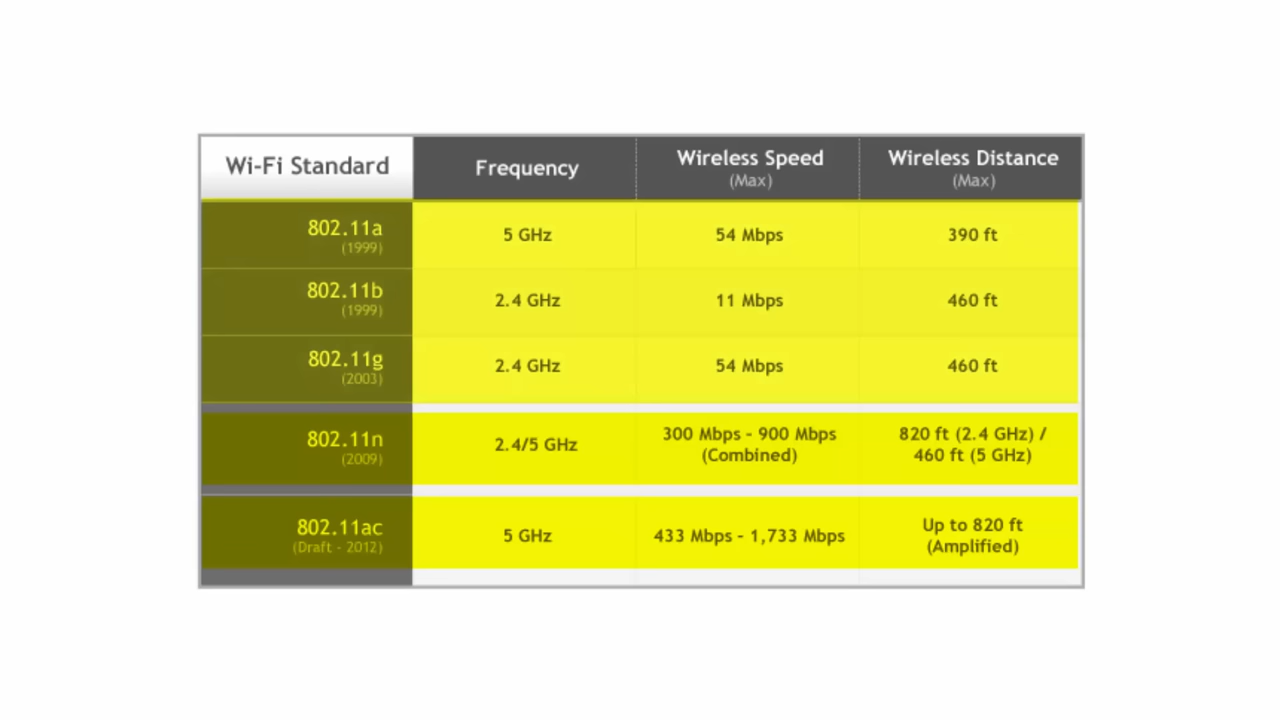 Wi-Fi Standard
Frequency
Wireless Speed
(Max)
Wireless Distance
(Max)
802.11a
(1999)
5 GHz
54 Mbps
390 ft
802.11b
(1999)
2.4 GHz
11 Mbps
460 ft
802.11g
(2003)
2.4 GHz
54 Mbps
460 ft
802.11n
(2009)
2.4/5 GHz
300 Mbps - 900 Mbps
(Combined)
820 ft (2.4 GHz) /
460 ft (5 GHz)
802.11ac
(Draft - 2012)
5 GHz
433 Mbps - 1,733 Mbps
Up to 820 ft
(Amplified)